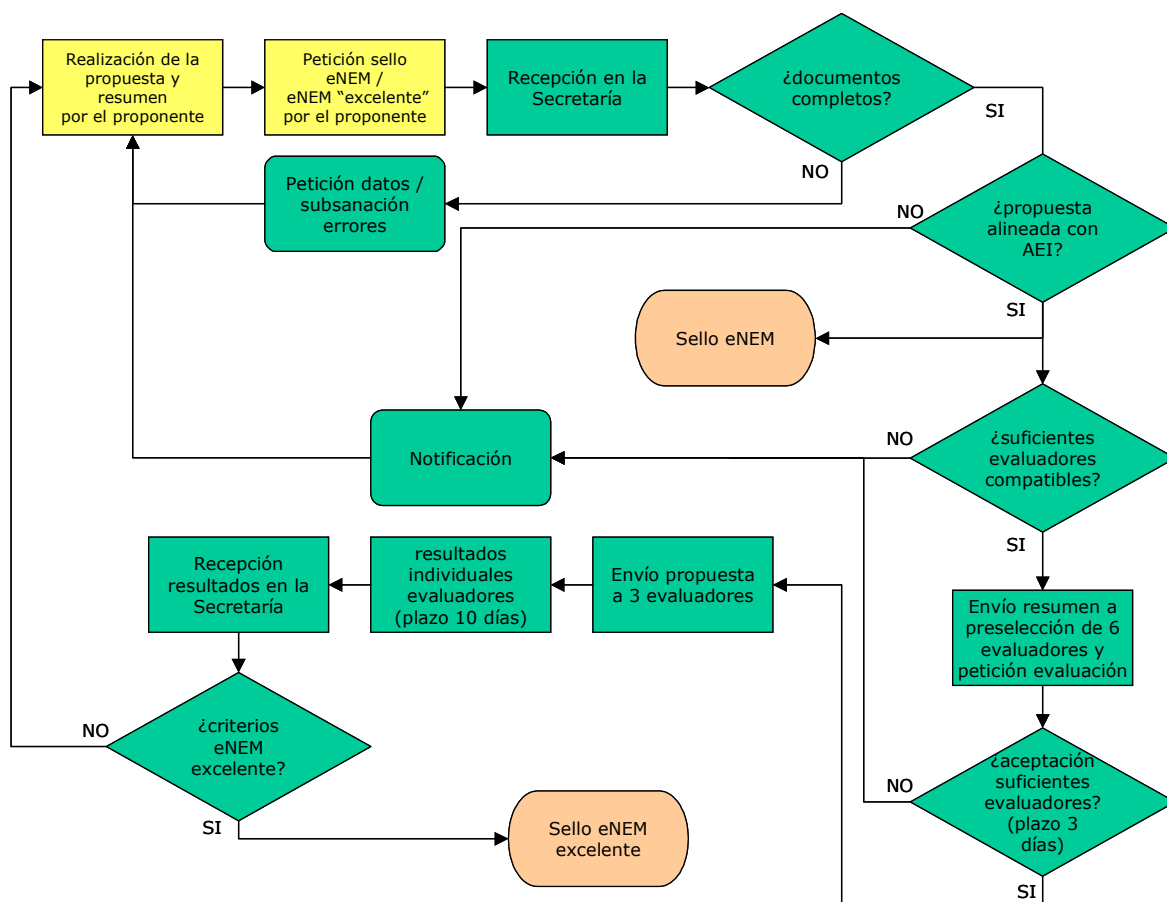 Realización de la
propuesta y
resumen
por el proponente
Petición sello
eNEM /
eNEM “excelente”
por el proponente
Recepción en la
Secretaría
¿documentos
completos?
SI
NO
Petición datos /
subsanación
errores
¿propuesta
alineada con
AEI?
NO
SI
Sello eNEM
¿suficientes
evaluadores
compatibles?
NO
SI
Notificación
Recepción
resultados en la
Secretaría
resultados
individuales
evaluadores
(plazo 10 días)
Envío propuesta
a 3 evaluadores
Envío resumen a
preselección de 6
evaluadores y
petición evaluación
¿criterios
eNEM
excelente?
NO
SI
Sello eNEM
excelente
¿aceptación
suficientes
evaluadores?
(plazo 3
días)
NO
SI